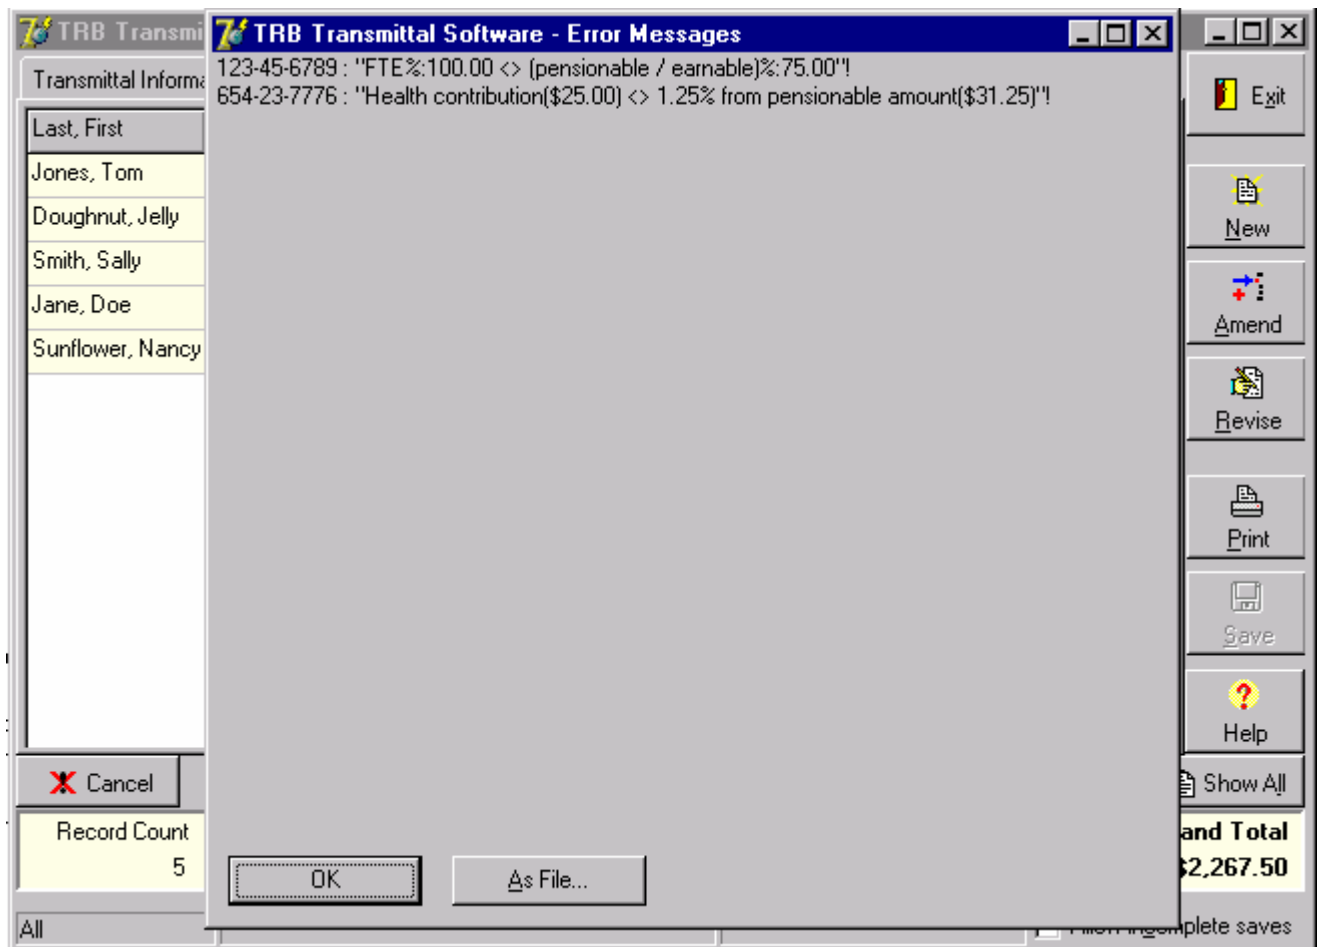 TRB Transmi
TRB Transmittal Software - Error Messages
123-45-6789 : "FTE%:100.00 <> (pensionable / earnable)%:75.00"!
654-23-7776 : "Health contribution($25.00) <> 1.25% from pensionable amount($31.25)"!
Transmittal Informa
Last, First
Jones, Tom
Doughnut, Jelly
Smith, Sally
Jane, Doe
Sunflower, Nancy
Exit
New
Amend
Revise
Print
Save
Help
Cancel
Show All
Record Count
5
and Total
$2,267.50
OK
As File...
All
plete saves